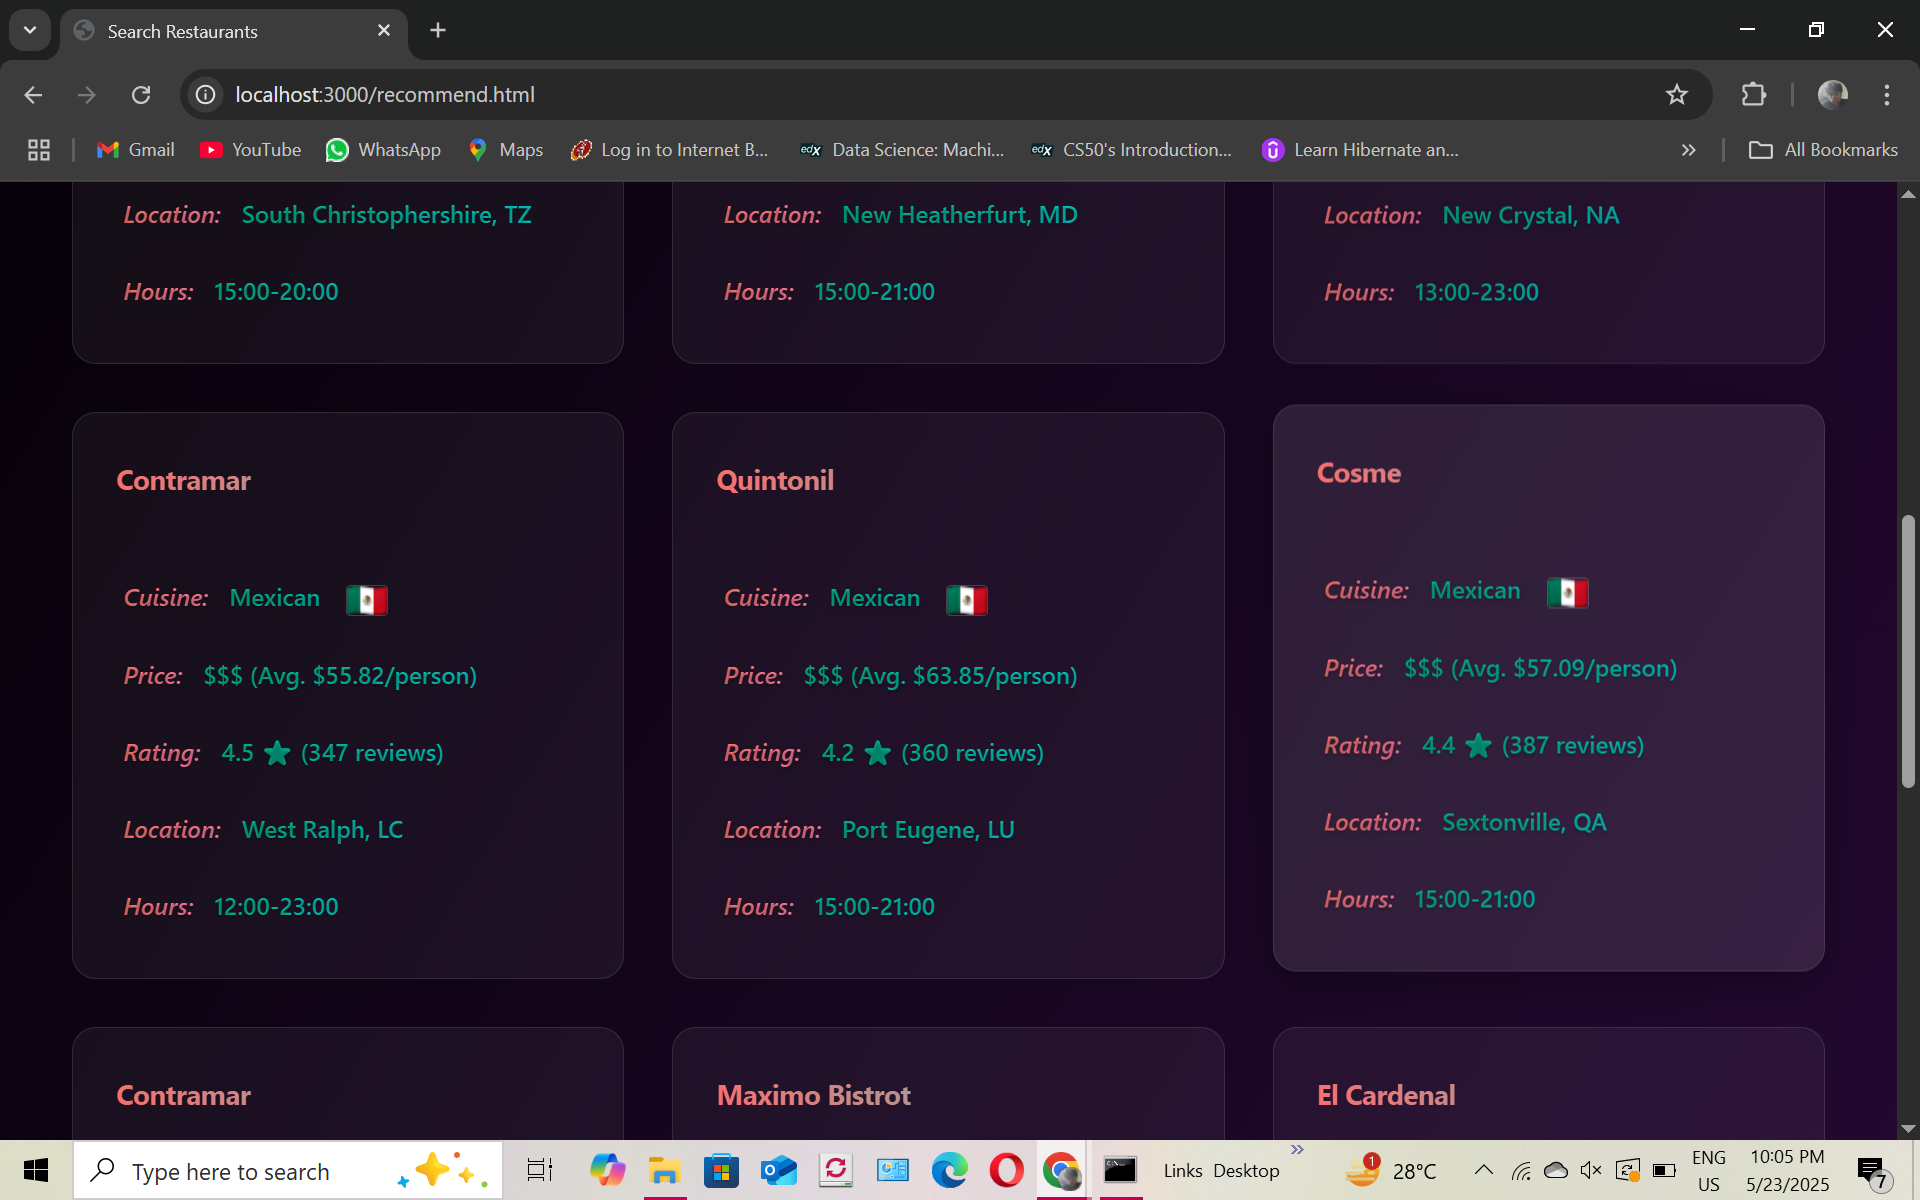 Search Restaurants
localhost:3000/recommend.html
Gmail YouTube WhatsApp Maps Log in to Internet B... edX Data Science: Machi... edX CS50's Introduction... Learn Hibernate an... All Bookmarks
Location: South Christophershire, TZ
Hours: 15:00-20:00
Location: New Heatherfurt, MD
Hours: 15:00-21:00
Location: New Crystal, NA
Hours: 13:00-23:00
Contramar
Cuisine: Mexican
Price: $$$ (Avg. $55.82/person)
Rating: 4.5 ★ (347 reviews)
Location: West Ralph, LC
Hours: 12:00-23:00
Quintonil
Cuisine: Mexican
Price: $$$ (Avg. $63.85/person)
Rating: 4.2 ★ (360 reviews)
Location: Port Eugene, LU
Hours: 15:00-21:00
Cosme
Cuisine: Mexican
Price: $$$ (Avg. $57.09/person)
Rating: 4.4 ★ (387 reviews)
Location: Sextonville, QA
Hours: 15:00-21:00
Contramar
Maximo Bistrot
El Cardenal
Type here to search
Links Desktop
1
28°C
ENG
US
10:05 PM
5/23/2025
7